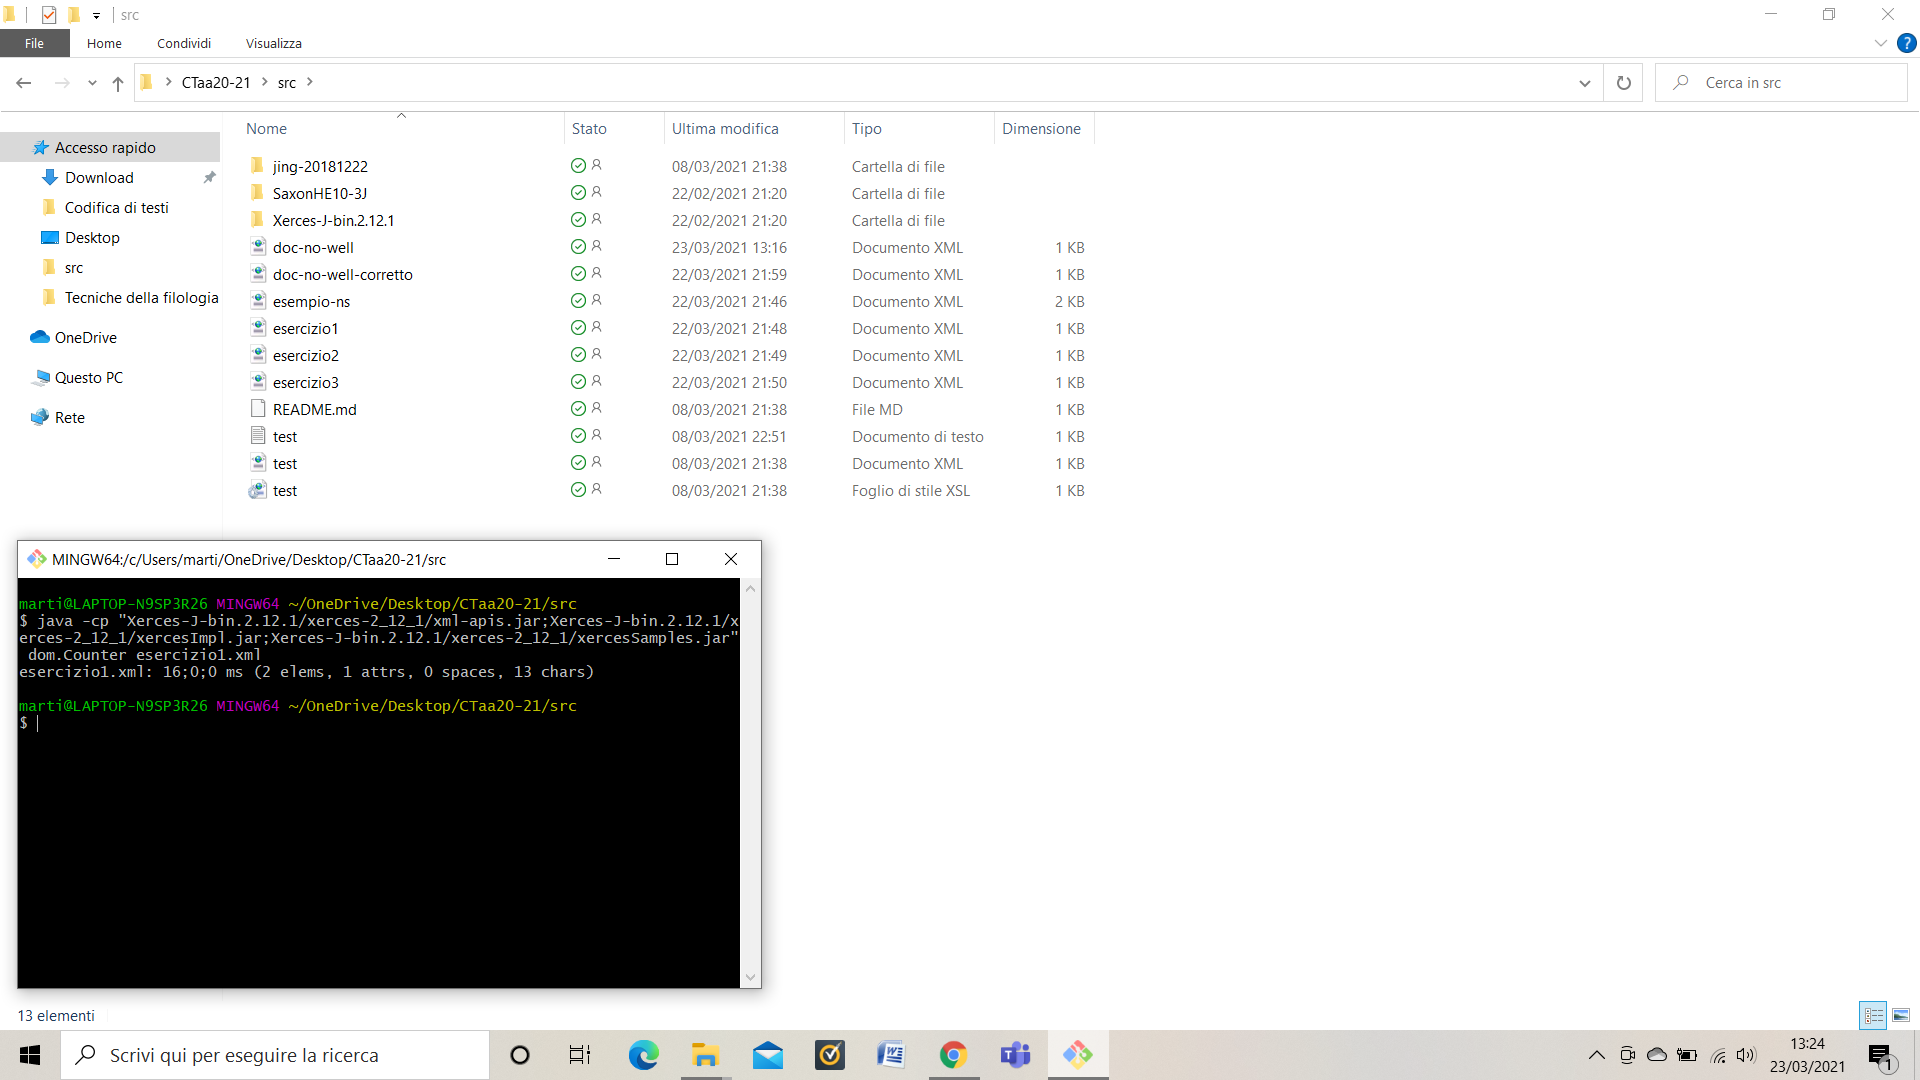 src
File Home Condividi Visualizza
CTaa20-21 src
Cerca in src
Nome Stato Ultima modifica Tipo Dimensione
Accesso rapido
Download
Codifica di testi
Desktop
src
Tecniche della filologia
OneDrive
Questo PC
Rete
jing-20181222 08/03/2021 21:38 Cartella di file
SaxonHE10-3J 22/02/2021 21:20 Cartella di file
Xerces-J-bin.2.12.1 22/02/2021 21:20 Cartella di file
doc-no-well 23/03/2021 13:16 Documento XML 1 KB
doc-no-well-corretto 22/03/2021 21:59 Documento XML 1 KB
esempio-ns 22/03/2021 21:46 Documento XML 2 KB
esercizio1 22/03/2021 21:48 Documento XML 1 KB
esercizio2 22/03/2021 21:49 Documento XML 1 KB
esercizio3 22/03/2021 21:50 Documento XML 1 KB
README.md 08/03/2021 21:38 File MD 1 KB
test 08/03/2021 22:51 Documento di testo 1 KB
test 08/03/2021 21:38 Documento XML 1 KB
test 08/03/2021 21:38 Foglio di stile XSL 1 KB
MINGW64:/c/Users/marti/OneDrive/Desktop/CTaa20-21/src
marti@LAPTOP-N9SP3R26 MINGW64 ~/OneDrive/Desktop/CTaa20-21/src
$ java -cp "Xerces-J-bin.2.12.1/xerces-2_12_1/xml-apis.jar;Xerces-J-bin.2.12.1/x
erces-2_12_1/xercesImpl.jar;Xerces-J-bin.2.12.1/xerces-2_12_1/xercesSamples.jar"
dom.Counter esercizio1.xml
esercizio1.xml: 16;0;0 ms (2 elems, 1 attrs, 0 spaces, 13 chars)
marti@LAPTOP-N9SP3R26 MINGW64 ~/OneDrive/Desktop/CTaa20-21/src
$
13 elementi
Scrivi qui per eseguire la ricerca
13:24
23/03/2021
1